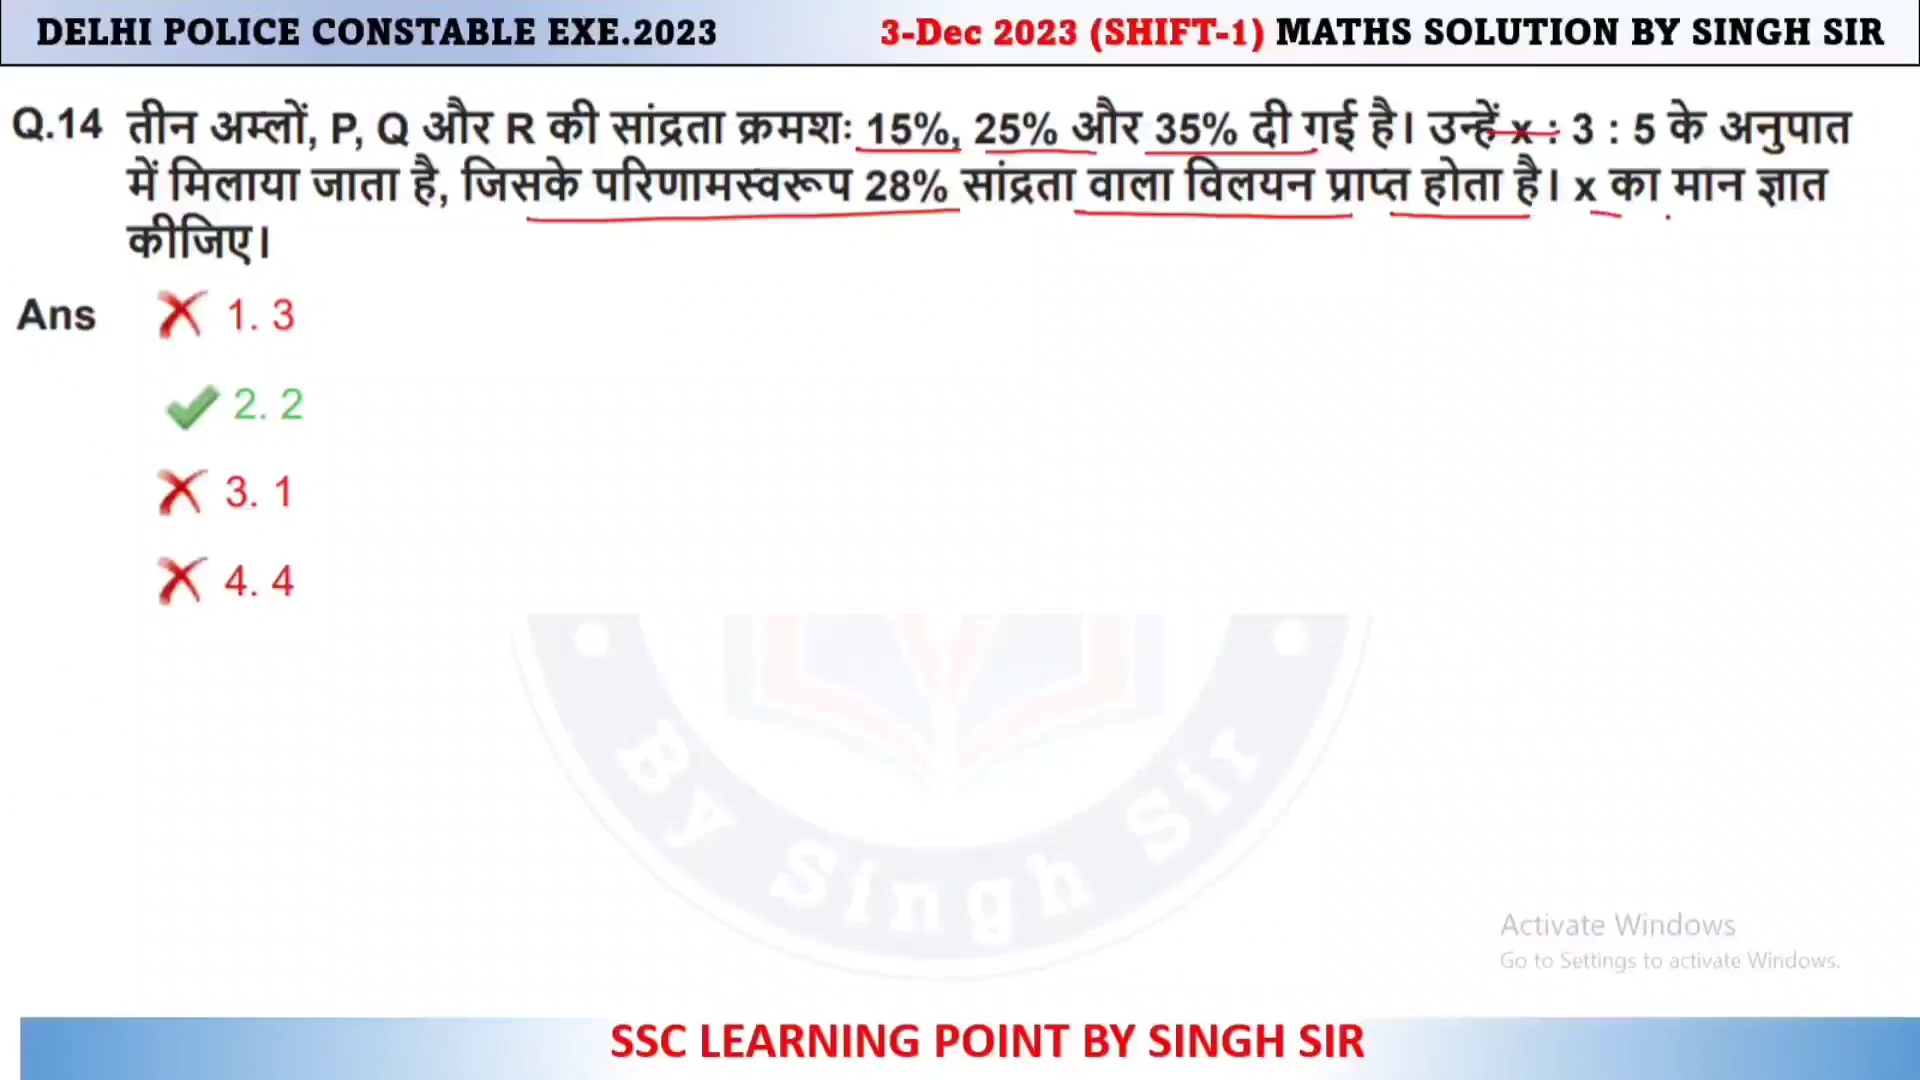 DELHI POLICE CONSTABLE EXE.2023 3-Dec 2023 (SHIFT-1) MATHS SOLUTION BY SINGH SIR
Q.14 तीन अम्लों, P, Q और R की सांद्रता क्रमशः 15%, 25% और 35% दी गई है। उन्हें x : 3 : 5 के अनुपात
में मिलाया जाता है, जिसके परिणामस्वरूप 28% सांद्रता वाला विलयन प्राप्त होता है। x का मान ज्ञात
कीजिए।
Ans 1. 3
2. 2
3. 1
4. 4
By Singh Sir
Activate Windows
Go to Settings to activate Windows.
SSC LEARNING POINT BY SINGH SIR